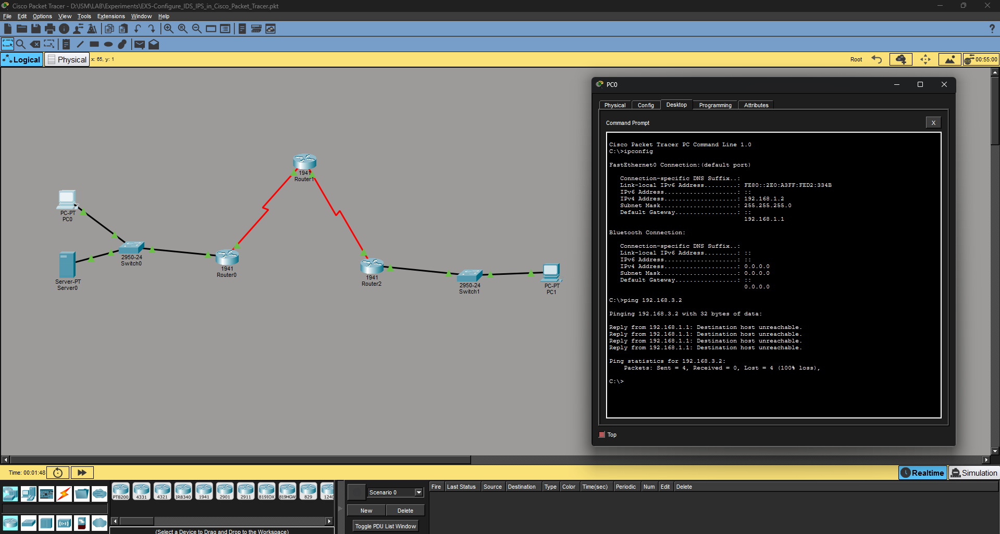 Cisco Packet Tracer - D:\ISM\LAB\Experiments\EX5-Configure_IDS_IPS_in_Cisco_Packet_Tracer.pkt
File Edit Options View Tools Extensions Window Help
?
Logical Physical x: 65, y: 1 Root 00:55:00
1941
Router1
PC-PT
PC0
2950-24
Switch0
Server-PT
Server0
1941
Router0
1941
Router2
2950-24
Switch1
PC-PT
PC1
PC0
Physical Config Desktop Programming Attributes
Command Prompt X
Cisco Packet Tracer PC Command Line 1.0
C:\>ipconfig
FastEthernet0 Connection:(default port)
Connection-specific DNS Suffix..:
Link-local IPv6 Address.........: FE80::2E0:A3FF:FED2:334B
IPv6 Address....................: ::
IPv4 Address....................: 192.168.1.2
Subnet Mask.....................: 255.255.255.0
Default Gateway.................: ::
192.168.1.1
Bluetooth Connection:
Connection-specific DNS Suffix..:
Link-local IPv6 Address.........: ::
IPv6 Address....................: ::
IPv4 Address....................: 0.0.0.0
Subnet Mask.....................: 0.0.0.0
Default Gateway.................: ::
0.0.0.0
C:\>ping 192.168.3.2
Pinging 192.168.3.2 with 32 bytes of data:
Reply from 192.168.1.1: Destination host unreachable.
Reply from 192.168.1.1: Destination host unreachable.
Reply from 192.168.1.1: Destination host unreachable.
Reply from 192.168.1.1: Destination host unreachable.
Ping statistics for 192.168.3.2:
Packets: Sent = 4, Received = 0, Lost = 4 (100% loss),
C:\>
Top
Time: 00:01:48 Realtime Simulation
PT8200 4331 4321 IR8340 1941 2901 2911 819IOX 819HGW 829 1240
(Select a Device to Drag and Drop to the Workspace)
Scenario 0
New Delete
Toggle PDU List Window
Fire Last Status Source Destination Type Color Time(sec) Periodic Num Edit Delete